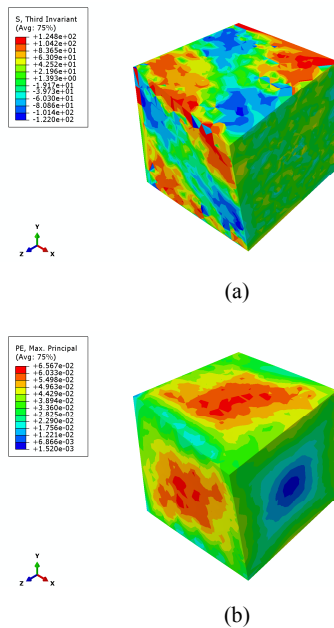 S, Third Invariant
(Avg: 75%)
+1.248e+02
+1.042e+02
+8.365e+01
+6.309e+01
+4.252e+01
+2.196e+01
+1.393e+00
-1.917e+01
-3.973e+01
-6.030e+01
-8.086e+01
-1.014e+02
-1.220e+02
Y
Z
X
(a)
PE, Max. Principal
(Avg: 75%)
+6.567e-02
+6.033e-02
+5.498e-02
+4.963e-02
+4.429e-02
+3.894e-02
+3.360e-02
+2.825e-02
+2.290e-02
+1.756e-02
+1.221e-02
+6.866e-03
+1.520e-03
Y
Z
X
(b)